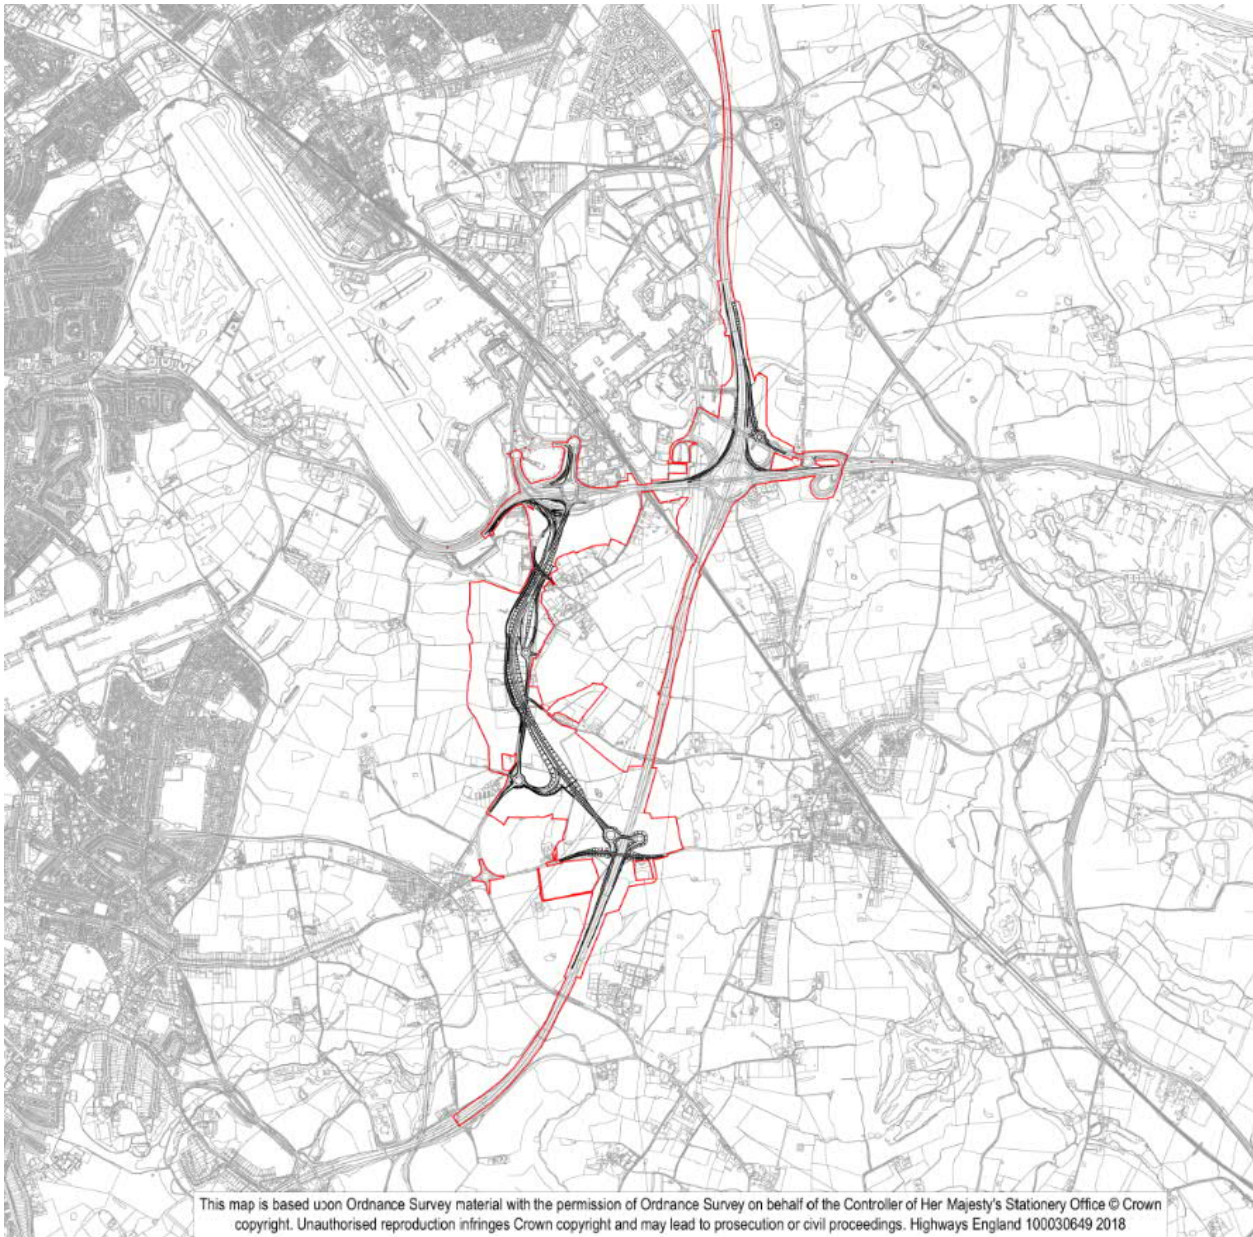 This map is based upon Ordnance Survey material with the permission of Ordnance Survey on behalf of the Controller of Her Majesty's Stationery Office © Crown
copyright. Unauthorised reproduction infringes Crown copyright and may lead to prosecution or civil proceedings. Highways England 100030649 2018